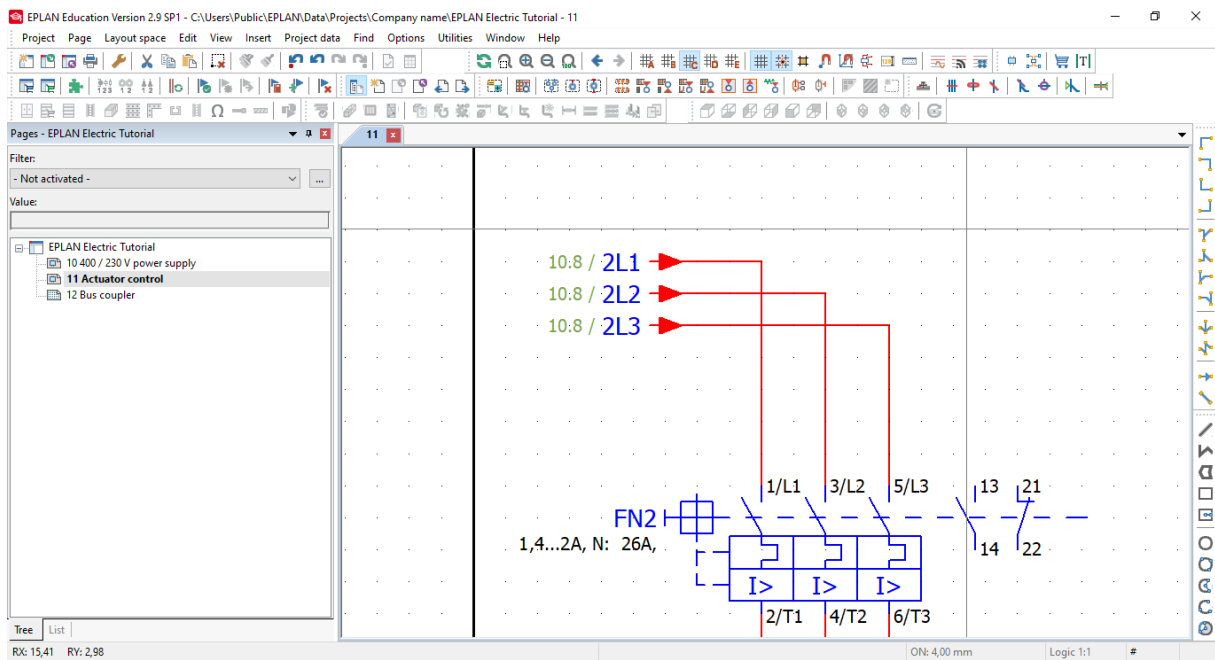 EPLAN Education Version 2.9 SP1 - C:\Users\Public\EPLAN\Data\Projects\Company name\EPLAN Electric Tutorial - 11
Project Page Layout space Edit View Insert Project data Find Options Utilities Window Help
Pages - EPLAN Electric Tutorial
11
Filter:
- Not activated -
...
Value:
EPLAN Electric Tutorial
10 400 / 230 V power supply
11 Actuator control
12 Bus coupler
10:8 / 2L1
10:8 / 2L2
10:8 / 2L3
1/L1 3/L2 5/L3 13 21
FN2
1,4...2A, N: 26A,
14 22
I> I> I>
2/T1 4/T2 6/T3
Tree List
RX: 15,41 RY: 2,98 ON: 4,00 mm Logic 1:1 #